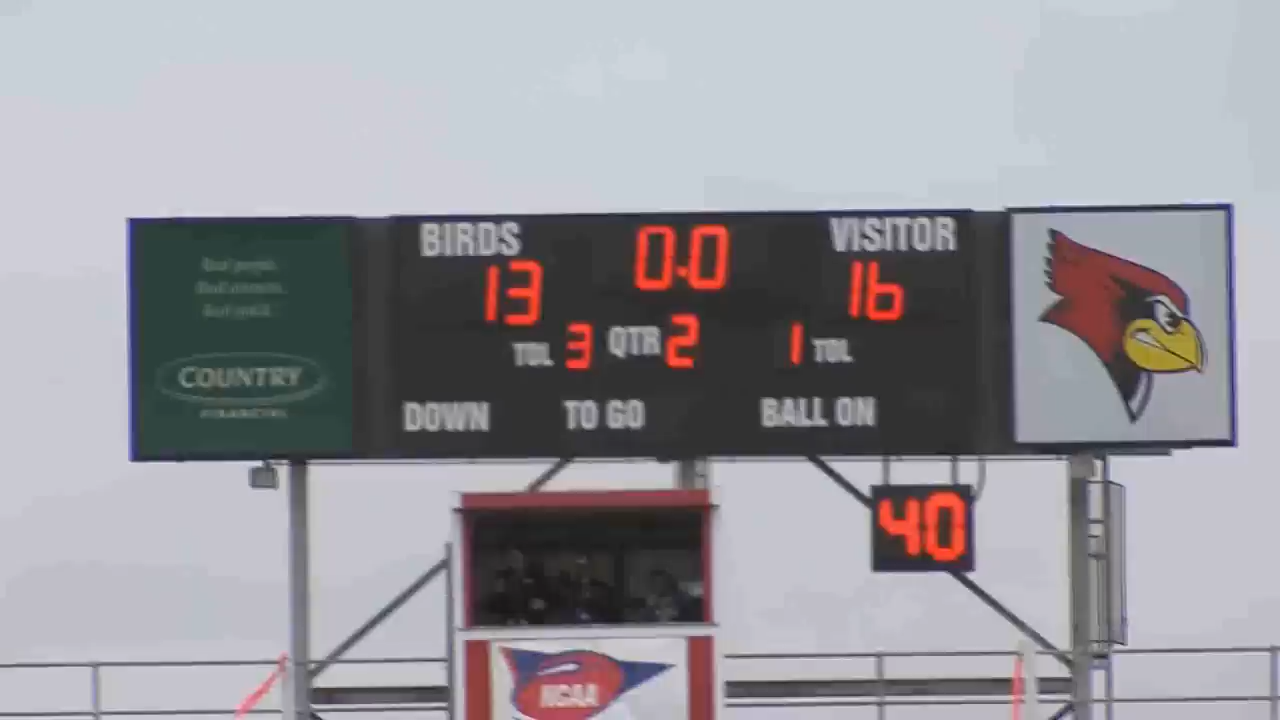 COUNTRY
FINANCIAL
BIRDS 0.0 VISITOR
13 16
TOL 3 QTR 2 1 TOL
DOWN TO GO BALL ON
40
NCAA